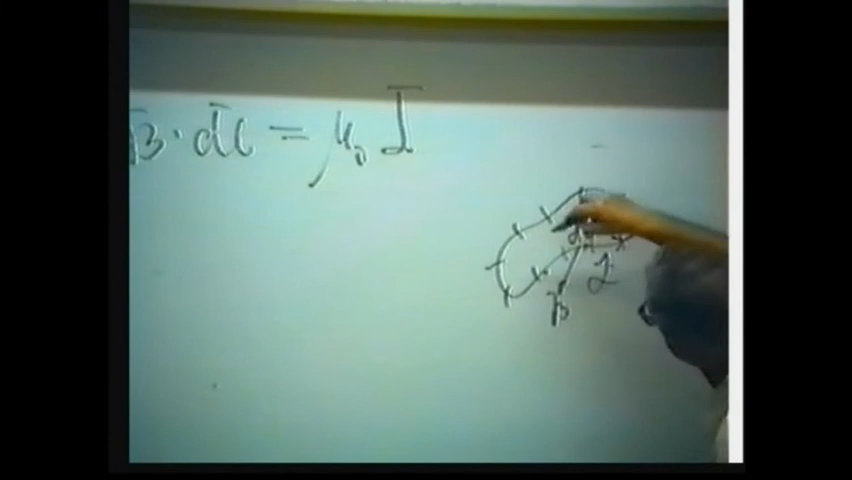 B̄ · d̄l = μ₀ I
dl
I
B